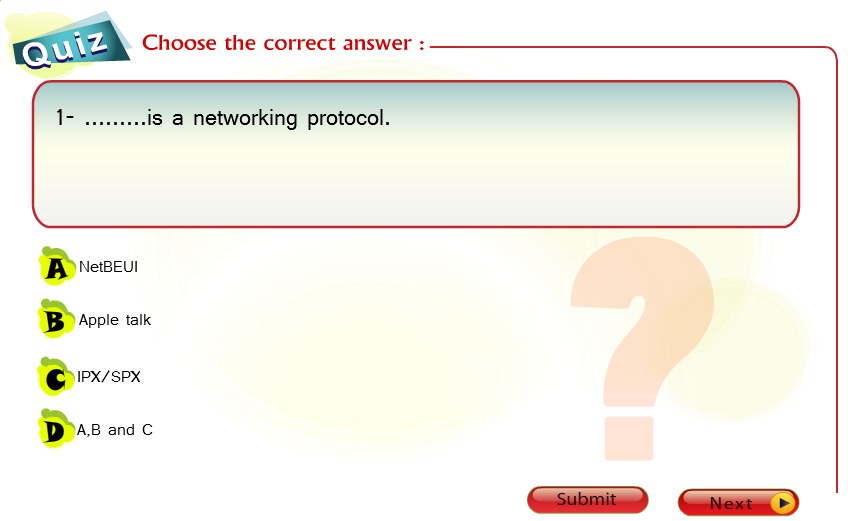 Quiz
Choose the correct answer :
1- .........is a networking protocol.
A NetBEUI
B Apple talk
C IPX/SPX
D A,B and C
Submit
Next